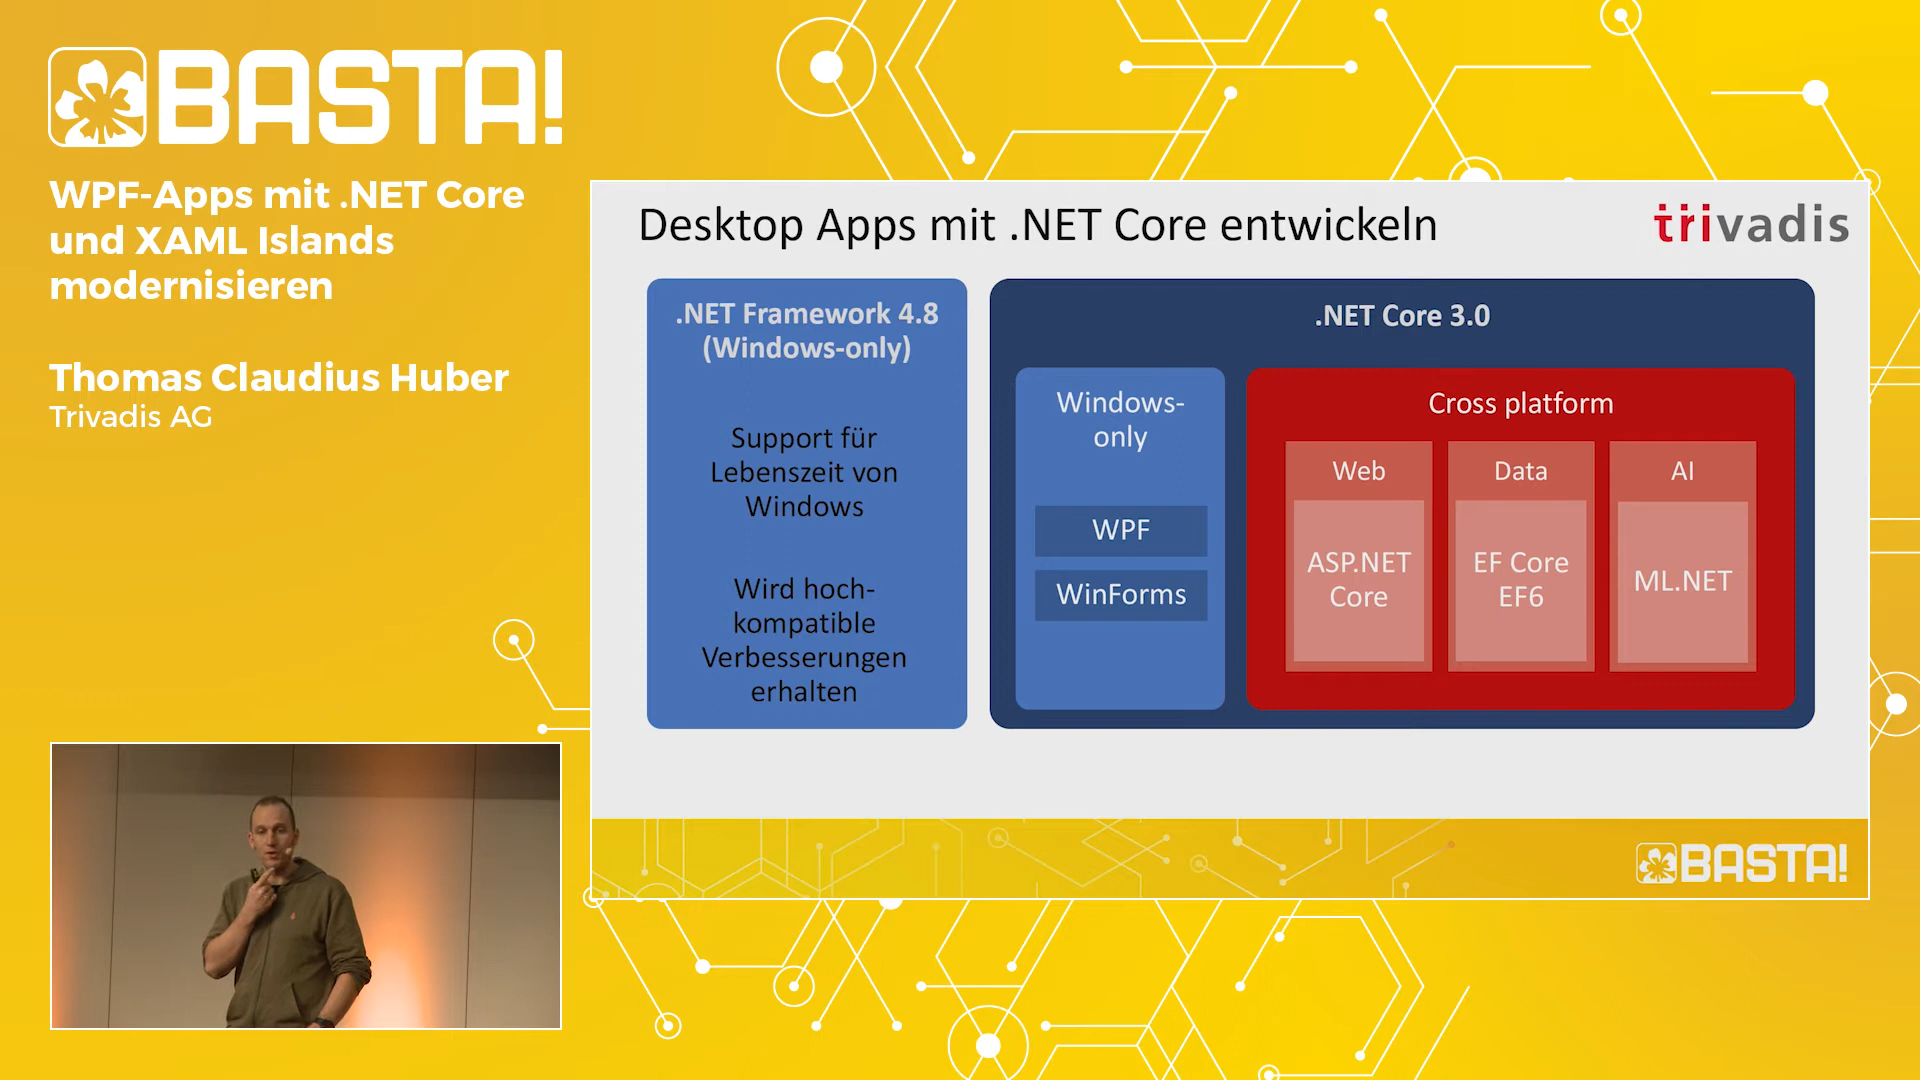 BASTA!
WPF-Apps mit .NET Core
und XAML Islands
modernisieren
Thomas Claudius Huber
Trivadis AG
Desktop Apps mit .NET Core entwickeln
trivadis
.NET Framework 4.8
(Windows-only)
Support für
Lebenszeit von
Windows
Wird hoch-
kompatible
Verbesserungen
erhalten
.NET Core 3.0
Windows-
only
WPF
WinForms
Cross platform
Web
ASP.NET
Core
Data
EF Core
EF6
AI
ML.NET
BASTA!